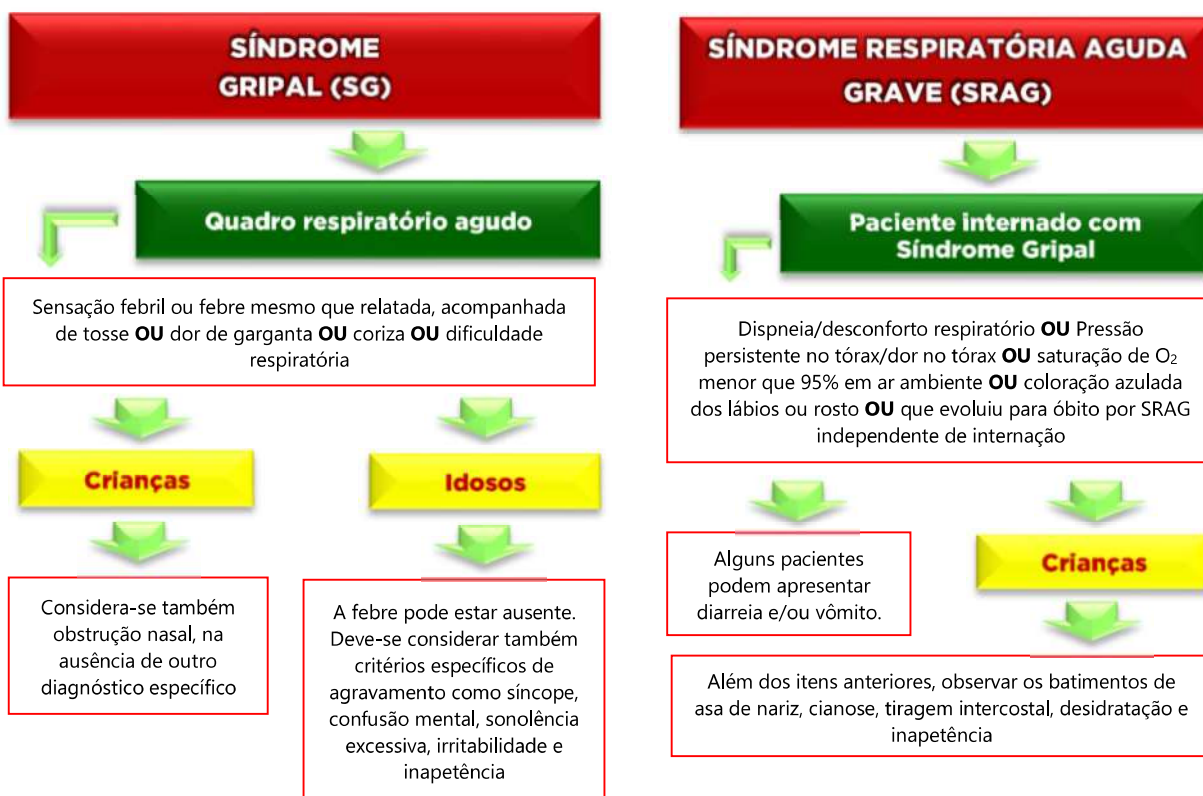 SÍNDROME
GRIPAL (SG)
Quadro respiratório agudo
Sensação febril ou febre mesmo que relatada, acompanhada
de tosse OU dor de garganta OU coriza OU dificuldade
respiratória
Crianças
Considera-se também
obstrução nasal, na
ausência de outro
diagnóstico específico
Idosos
A febre pode estar ausente.
Deve-se considerar também
critérios específicos de
agravamento como síncope,
confusão mental, sonolência
excessiva, irritabilidade e
inapetência
SÍNDROME RESPIRATÓRIA AGUDA
GRAVE (SRAG)
Paciente internado com
Síndrome Gripal
Dispneia/desconforto respiratório OU Pressão
persistente no tórax/dor no tórax OU saturação de O₂
menor que 95% em ar ambiente OU coloração azulada
dos lábios ou rosto OU que evoluiu para óbito por SRAG
independente de internação
Alguns pacientes
podem apresentar
diarreia e/ou vômito.
Crianças
Além dos itens anteriores, observar os batimentos de
asa de nariz, cianose, tiragem intercostal, desidratação e
inapetência